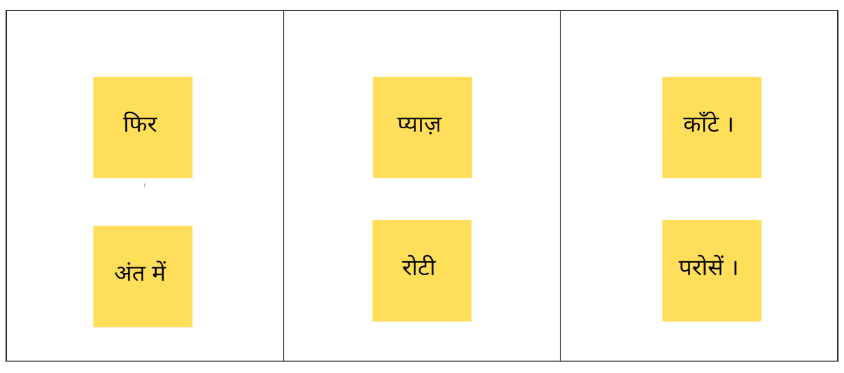 फिर
प्याज़
काँटे ।
अंत में
रोटी
परोसें ।